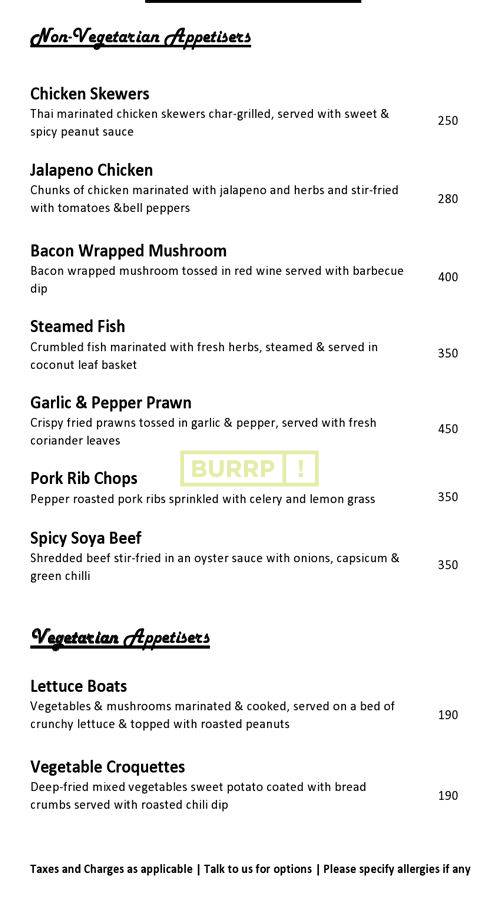 Non-Vegetarian Appetisers
Chicken Skewers
Thai marinated chicken skewers char-grilled, served with sweet &
spicy peanut sauce
250
Jalapeno Chicken
Chunks of chicken marinated with jalapeno and herbs and stir-fried
with tomatoes &bell peppers
280
Bacon Wrapped Mushroom
Bacon wrapped mushroom tossed in red wine served with barbecue
dip
400
Steamed Fish
Crumbled fish marinated with fresh herbs, steamed & served in
coconut leaf basket
350
Garlic & Pepper Prawn
Crispy fried prawns tossed in garlic & pepper, served with fresh
coriander leaves
450
BURRP !
Pork Rib Chops
Pepper roasted pork ribs sprinkled with celery and lemon grass
350
Spicy Soya Beef
Shredded beef stir-fried in an oyster sauce with onions, capsicum &
green chilli
350
Vegetarian Appetisers
Lettuce Boats
Vegetables & mushrooms marinated & cooked, served on a bed of
crunchy lettuce & topped with roasted peanuts
190
Vegetable Croquettes
Deep-fried mixed vegetables sweet potato coated with bread
crumbs served with roasted chili dip
190
Taxes and Charges as applicable | Talk to us for options | Please specify allergies if any